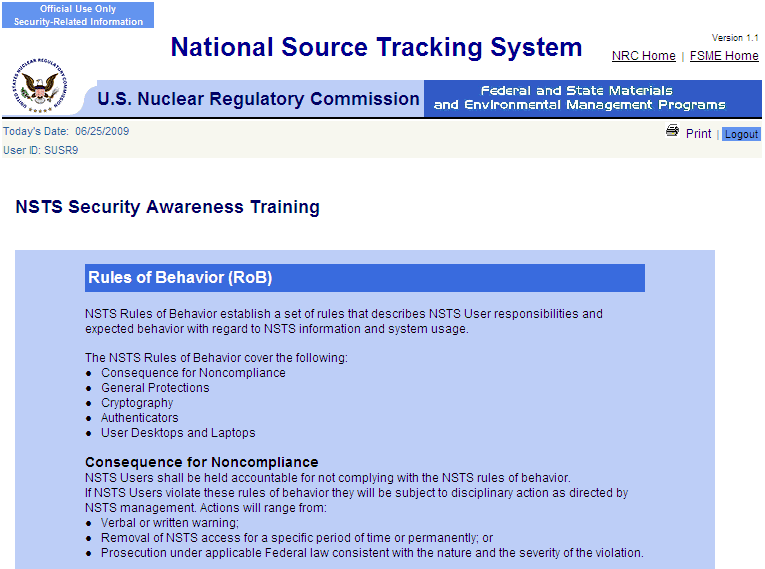 Official Use Only
Security-Related Information
National Source Tracking System
Version 1.1
NRC Home | FSME Home
UNITED STATES NUCLEAR REGULATORY COMMISSION
U.S. Nuclear Regulatory Commission
Federal and State Materials
and Environmental Management Programs
Today's Date: 06/25/2009
Print | Logout
User ID: SUSR9
NSTS Security Awareness Training
Rules of Behavior (RoB)
NSTS Rules of Behavior establish a set of rules that describes NSTS User responsibilities and
expected behavior with regard to NSTS information and system usage.
The NSTS Rules of Behavior cover the following:
● Consequence for Noncompliance
● General Protections
● Cryptography
● Authenticators
● User Desktops and Laptops
Consequence for Noncompliance
NSTS Users shall be held accountable for not complying with the NSTS rules of behavior.
If NSTS Users violate these rules of behavior they will be subject to disciplinary action as directed by
NSTS management. Actions will range from:
● Verbal or written warning;
● Removal of NSTS access for a specific period of time or permanently; or
● Prosecution under applicable Federal law consistent with the nature and the severity of the violation.